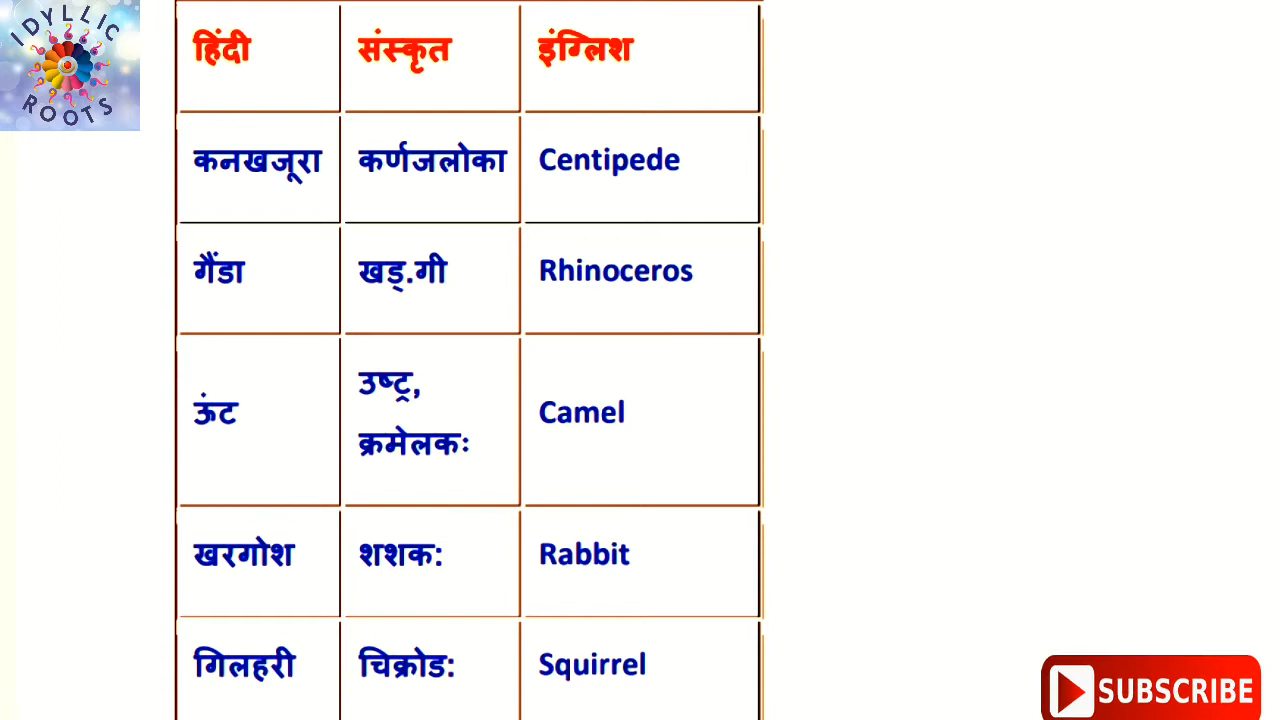 IDYLLIC
ROOTS
हिंदी संस्कृत इंग्लिश
कनखजूरा कर्णजलोका Centipede
गैंडा खड्.गी Rhinoceros
उष्ट्र,
ऊंट Camel
क्रमेलकः
खरगोश शशक: Rabbit
गिलहरी चिक्रोड: Squirrel
SUBSCRIBE